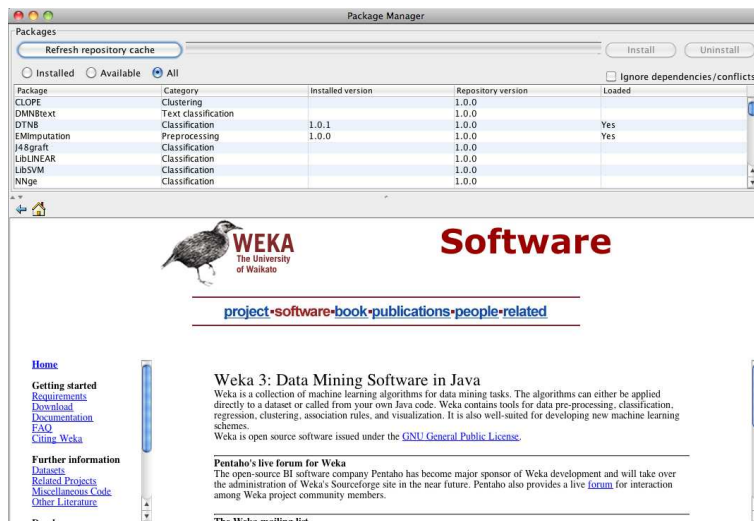 Package Manager
Packages
Refresh repository cache
Install
Uninstall
Installed
Available
All
Ignore dependencies/conflicts
Package Category Installed version Repository version Loaded
CLOPE Clustering 1.0.0
DMNBtext Text classification 1.0.0
DTNB Classification 1.0.1 1.0.0 Yes
EMImputation Preprocessing 1.0.0 1.0.0 Yes
J48graft Classification 1.0.0
LibLINEAR Classification 1.0.0
LibSVM Classification 1.0.0
NNge Classification 1.0.0
WEKA
The University
of Waikato
Software
project▪software▪book▪publications▪people▪related
Home
Getting started
Requirements
Download
Documentation
FAQ
Citing Weka
Further information
Datasets
Related Projects
Miscellaneous Code
Other Literature
Weka 3: Data Mining Software in Java
Weka is a collection of machine learning algorithms for data mining tasks. The algorithms can either be applied
directly to a dataset or called from your own Java code. Weka contains tools for data pre-processing, classification,
regression, clustering, association rules, and visualization. It is also well-suited for developing new machine learning
schemes.
Weka is open source software issued under the GNU General Public License.
Pentaho's live forum for Weka
The open-source BI software company Pentaho has become major sponsor of Weka development and will take over
the administration of Weka's Sourceforge site in the near future. Pentaho also provides a live forum for interaction
among Weka project community members.
The Weka mailing list